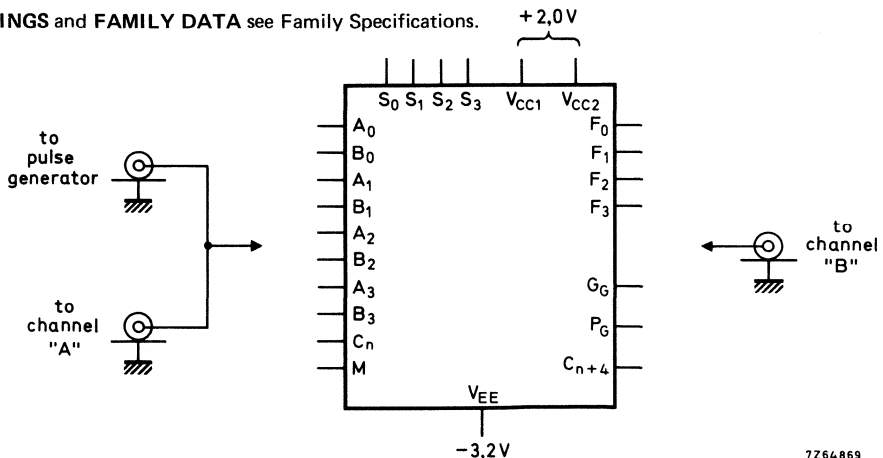 INGS and FAMILY DATA see Family Specifications.
+2,0V
S0 S1 S2 S3 VCC1 VCC2
A0
B0
A1
B1
A2
B2
A3
B3
Cn
M
F0
F1
F2
F3
GG
PG
Cn+4
VEE
-3,2V
to
pulse
generator
to
channel
"A"
to
channel
"B"
7Z64869